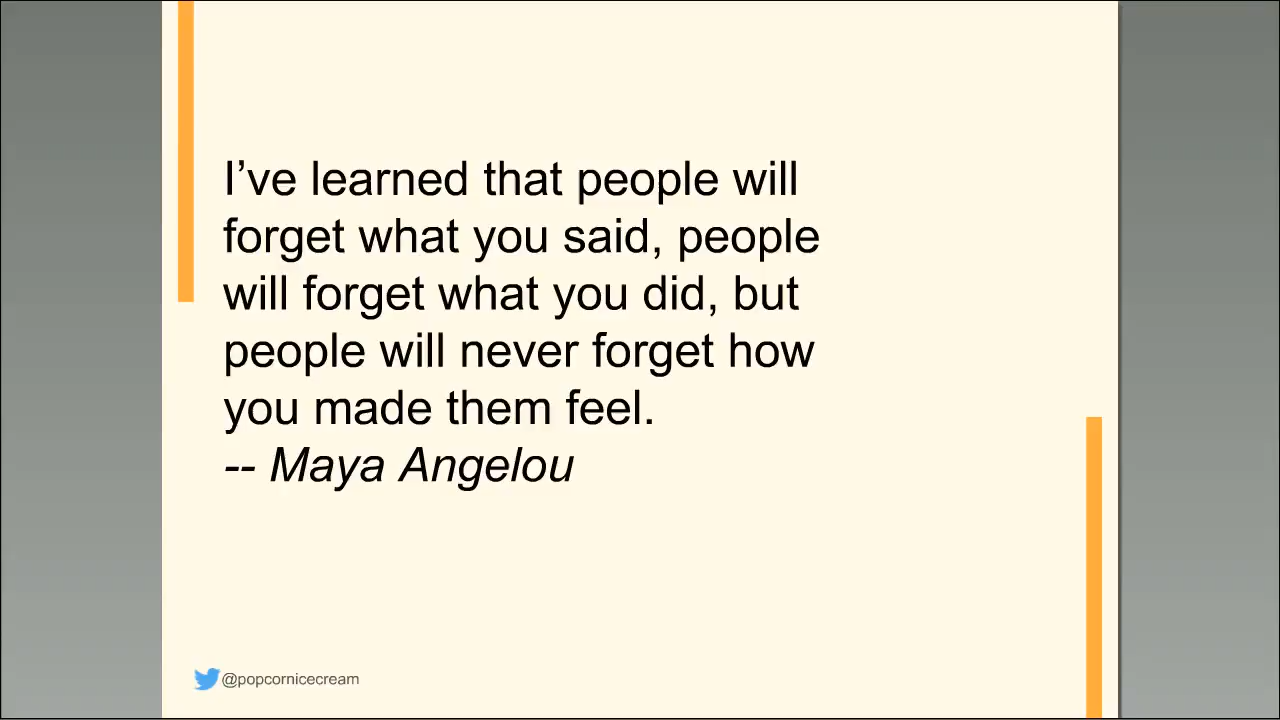 I’ve learned that people will
forget what you said, people
will forget what you did, but
people will never forget how
you made them feel.
-- Maya Angelou
@popcornicecream